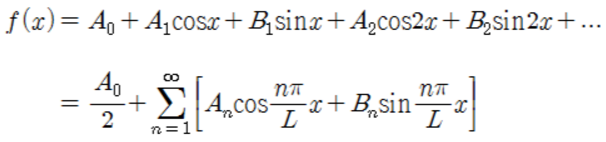 f(x) = A₀ + A₁cosx + B₁sinx + A₂cos2x + B₂sin2x + ...
= A₀/2 + ∑_{n=1}^{∞} [Aₙcos nπ/L x + Bₙsin nπ/L x]